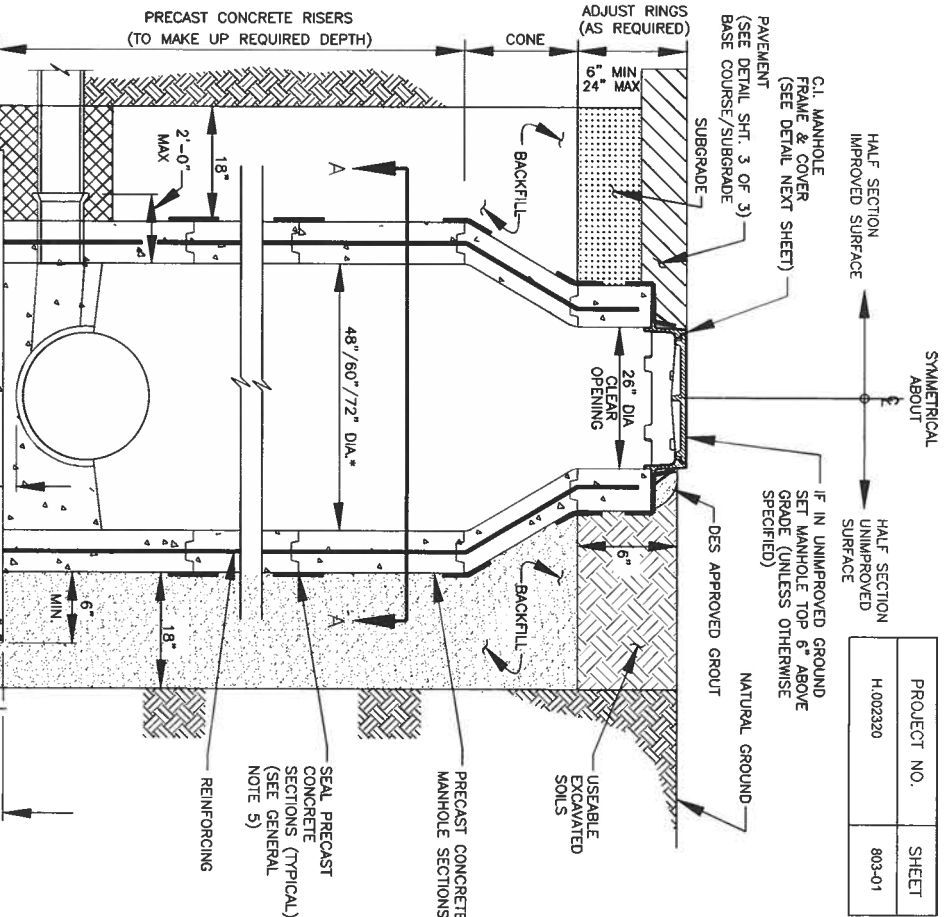 PRECAST CONCRETE RISERS
(TO MAKE UP REQUIRED DEPTH)
CONE
ADJUST RINGS
(AS REQUIRED)
6" MIN
24" MAX
PAVEMENT
(SEE DETAIL SHT. 3 OF 3)
BASE COURSE/SUBGRADE
C.I. MANHOLE
FRAME & COVER
(SEE DETAIL NEXT SHEET)
HALF SECTION
IMPROVED SURFACE
SYMMETRICAL
ABOUT
℄
HALF SECTION
UNIMPROVED
SURFACE
PROJECT NO.
SHEET
H.002320
803-01
SUBGRADE
BACKFILL
18"
2'-0"
MAX
A
48"/60"/72" DIA.*
26" DIA
CLEAR
OPENING
IF IN UNIMPROVED GROUND
SET MANHOLE TOP 6" ABOVE
GRADE (UNLESS OTHERWISE
SPECIFIED)
DES APPROVED GROUT
NATURAL GROUND
6"
A
BACKFILL
6"
MIN.
18"
USEABLE
EXCAVATED
SOILS
PRECAST CONCRETE
MANHOLE SECTIONS
SEAL PRECAST
CONCRETE
SECTIONS (TYPICAL)
(SEE GENERAL
NOTE 5)
REINFORCING